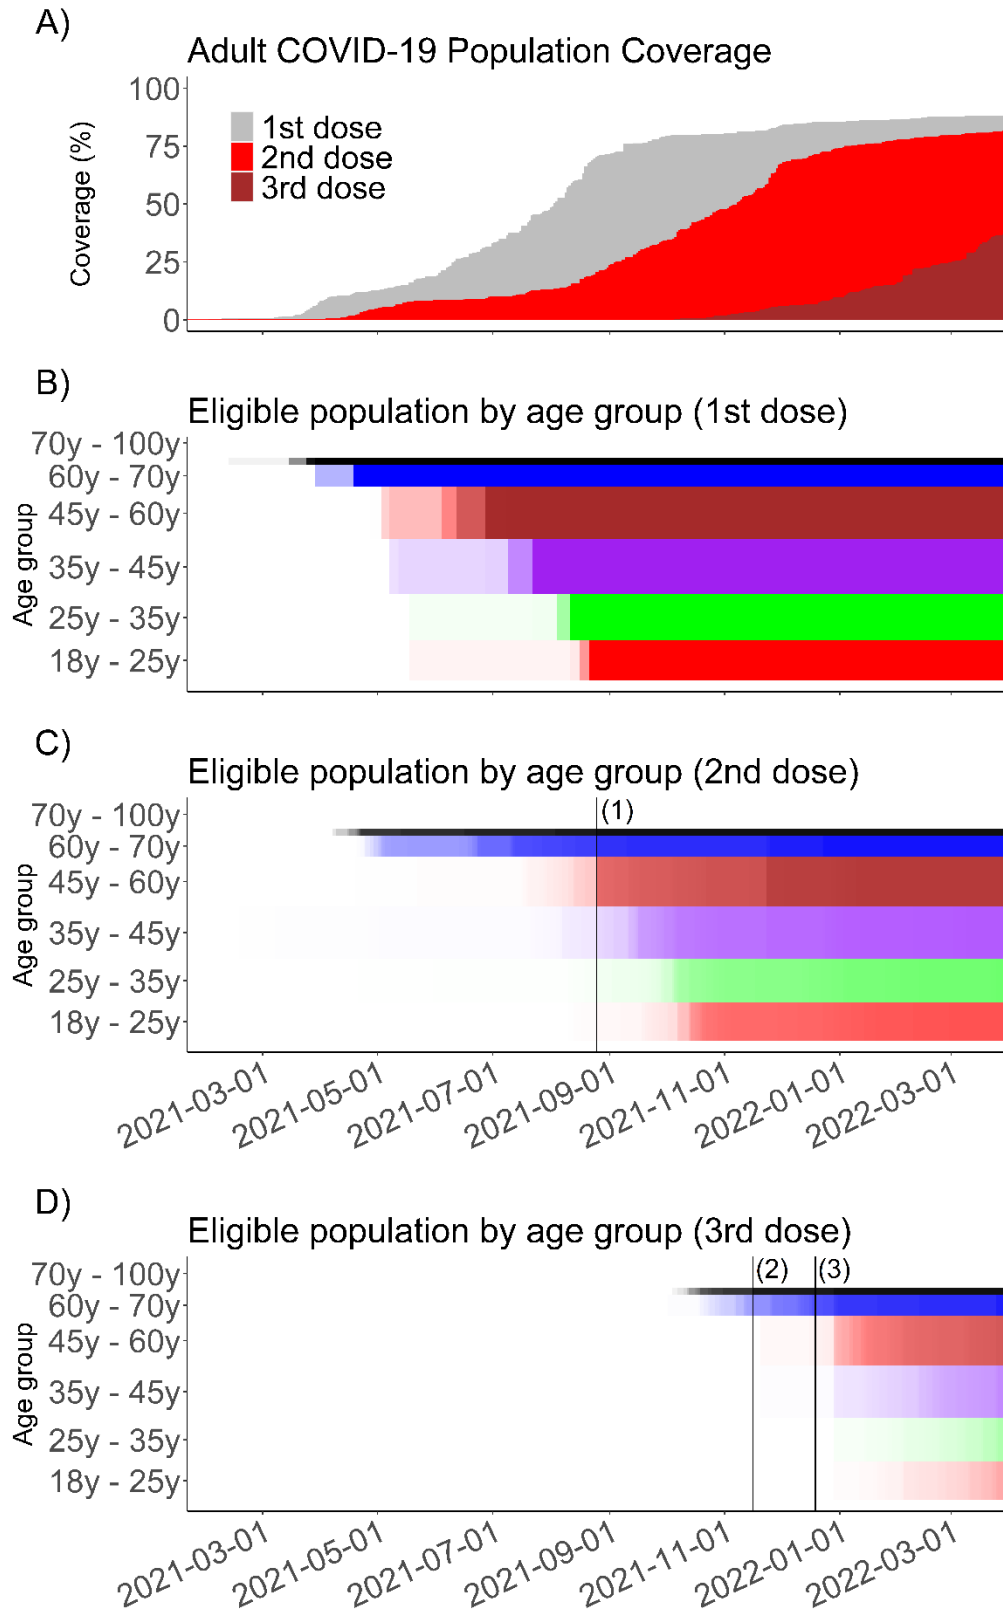 A)
Adult COVID-19 Population Coverage
100
75
50
25
0
Coverage (%)
1st dose
2nd dose
3rd dose
B)
Eligible population by age group (1st dose)
70y - 100y
60y - 70y
45y - 60y
35y - 45y
25y - 35y
18y - 25y
Age group
C)
Eligible population by age group (2nd dose)
(1)
70y - 100y
60y - 70y
45y - 60y
35y - 45y
25y - 35y
18y - 25y
Age group
2021-03-01
2021-05-01
2021-07-01
2021-09-01
2021-11-01
2022-01-01
2022-03-01
D)
Eligible population by age group (3rd dose)
(2)
(3)
70y - 100y
60y - 70y
45y - 60y
35y - 45y
25y - 35y
18y - 25y
Age group
2021-03-01
2021-05-01
2021-07-01
2021-09-01
2021-11-01
2022-01-01
2022-03-01